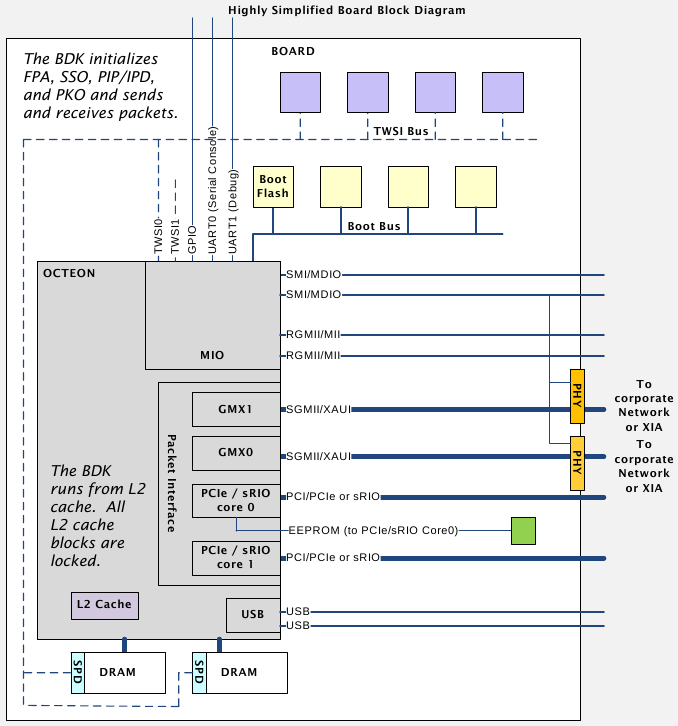 Highly Simplified Board Block Diagram
BOARD
The BDK initializes
FPA, SSO, PIP/IPD,
and PKO and sends
and receives packets.
TWSI Bus
Boot
Flash
Boot Bus
TWSI0
TWSI1
GPIO
UART0 (Serial Console)
UART1 (Debug)
OCTEON
MIO
SMI/MDIO
SMI/MDIO
RGMII/MII
RGMII/MII
Packet Interface
GMX1
SGMII/XAUI
PHY
To
corporate
Network
or XIA
GMX0
SGMII/XAUI
PHY
To
corporate
Network
or XIA
The BDK
runs from L2
cache. All
L2 cache
blocks are
locked.
PCIe / sRIO
core 0
PCI/PCIe or sRIO
EEPROM (to PCIe/sRIO Core0)
PCIe / sRIO
core 1
PCI/PCIe or sRIO
L2 Cache
USB
USB
USB
SPD
DRAM
SPD
DRAM